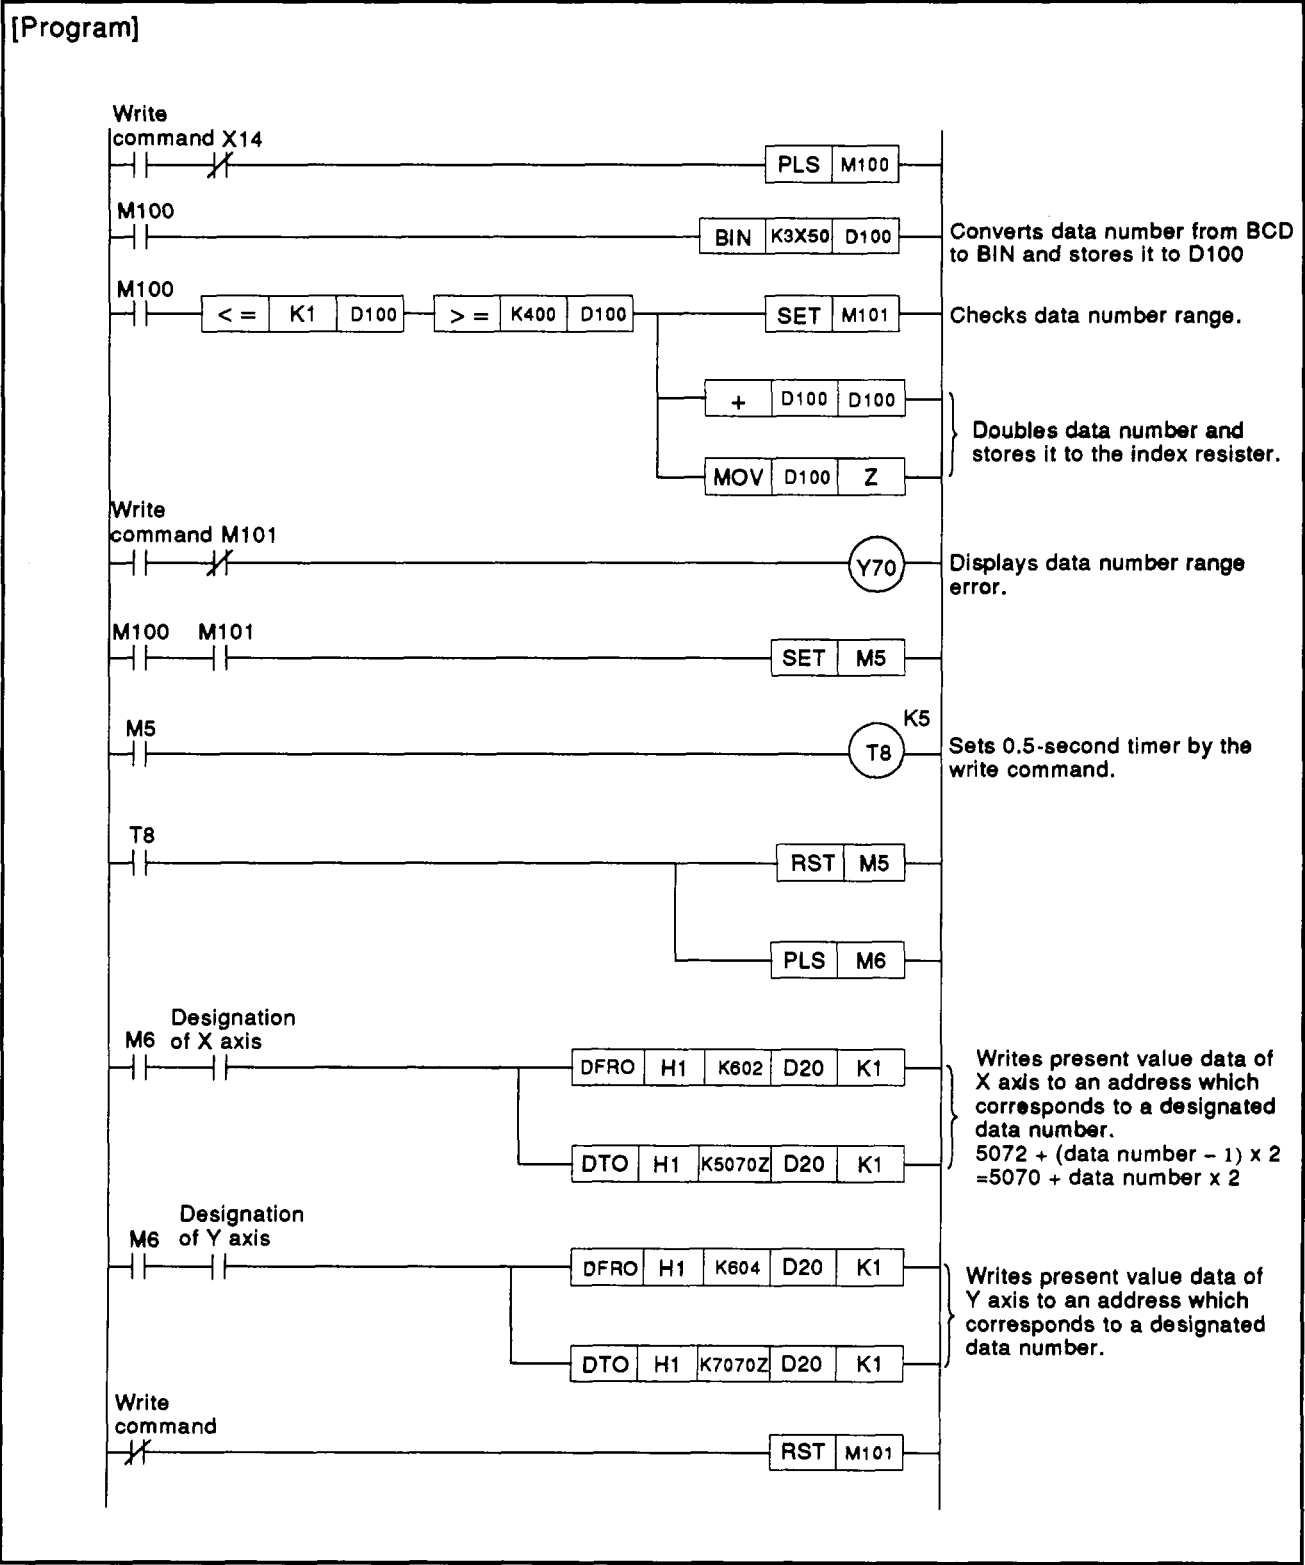 [Program]
Write
command X14
PLS M100
M100
BIN K3X50 D100
Converts data number from BCD
to BIN and stores it to D100
M100
<= K1 D100 >= K400 D100 SET M101
Checks data number range.
+ D100 D100
MOV D100 Z
Doubles data number and
stores it to the index resister.
Write
command M101
Y70
Displays data number range
error.
M100 M101
SET M5
M5
K5
T8
Sets 0.5-second timer by the
write command.
T8
RST M5
PLS M6
Designation
M6 of X axis
DFRO H1 K602 D20 K1
DTO H1 K5070Z D20 K1
Writes present value data of
X axis to an address which
corresponds to a designated
data number.
5072 + (data number – 1) x 2
=5070 + data number x 2
Designation
M6 of Y axis
DFRO H1 K604 D20 K1
DTO H1 K7070Z D20 K1
Writes present value data of
Y axis to an address which
corresponds to a designated
data number.
Write
command
RST M101